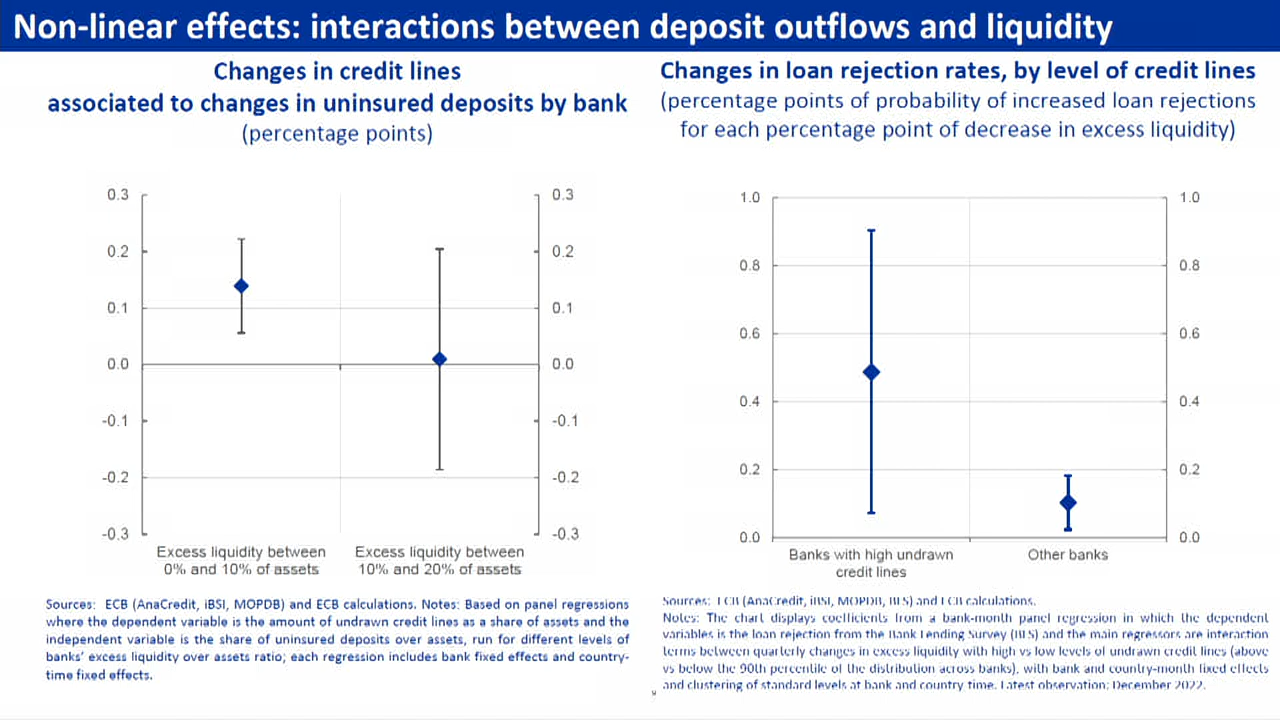 Non-linear effects: interactions between deposit outflows and liquidity
Changes in credit lines
associated to changes in uninsured deposits by bank
(percentage points)
0.3
0.3
0.2
0.2
0.1
0.1
0.0
0.0
-0.1
-0.1
-0.2
-0.2
-0.3
-0.3
Excess liquidity between
0% and 10% of assets
Excess liquidity between
10% and 20% of assets
Sources: ECB (AnaCredit, iBSI, MOPDB) and ECB calculations. Notes: Based on panel regressions
where the dependent variable is the amount of undrawn credit lines as a share of assets and the
independent variable is the share of uninsured deposits over assets, run for different levels of
banks' excess liquidity over assets ratio; each regression includes bank fixed effects and country-
time fixed effects.
Changes in loan rejection rates, by level of credit lines
(percentage points of probability of increased loan rejections
for each percentage point of decrease in excess liquidity)
1.0
1.0
0.8
0.8
0.6
0.6
0.4
0.4
0.2
0.2
0.0
0.0
Banks with high undrawn
credit lines
Other banks
Sources: ECB (AnaCredit, iBSI, MOPDB, BLS) and ECB calculations.
Notes: The chart displays coefficients from a bank-month panel regression in which the dependent
variables is the loan rejection from the Bank Lending Survey (BLS) and the main regressors are interaction
terms between quarterly changes in excess liquidity with high vs low levels of undrawn credit lines (above
vs below the 90th percentile of the distribution across banks), with bank and country-month fixed effects
and clustering of standard levels at bank and country time. Latest observation: December 2022.